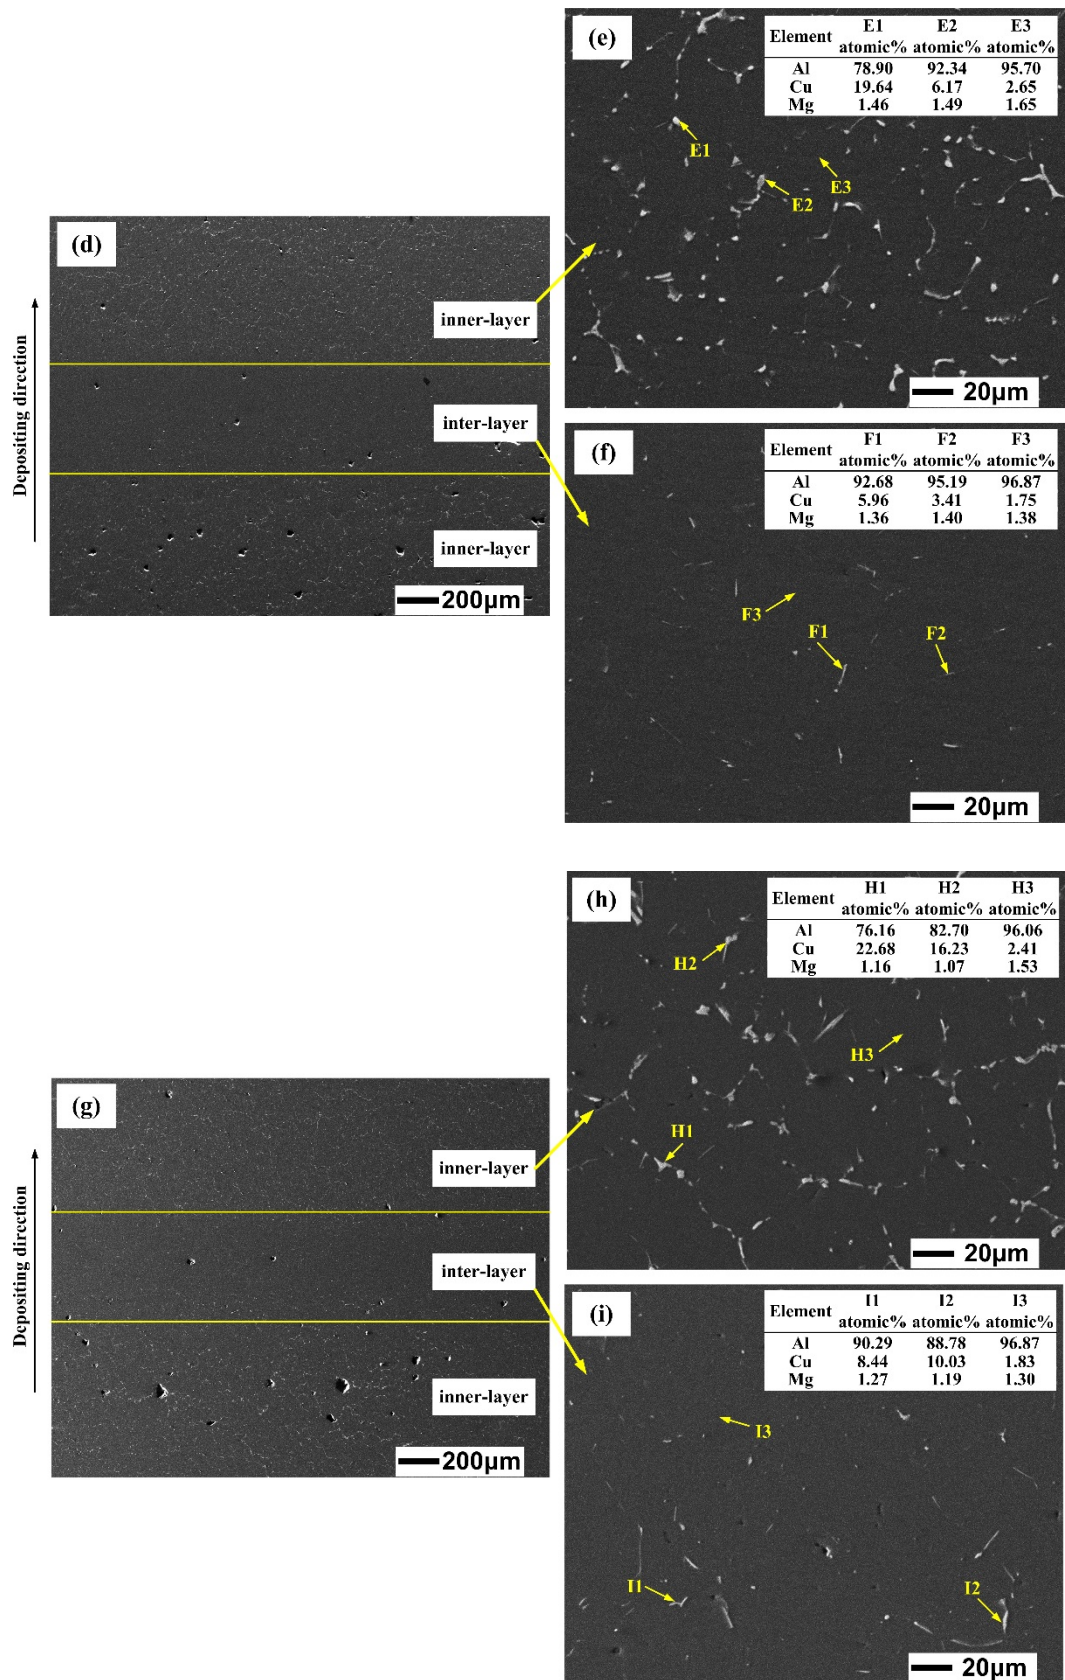 (d)
Depositing direction
inner-layer
inter-layer
inner-layer
200μm
(e)
Element E1 E2 E3
atomic% atomic% atomic%
Al 78.90 92.34 95.70
Cu 19.64 6.17 2.65
Mg 1.46 1.49 1.65
E1
E3
E2
20μm
(f)
Element F1 F2 F3
atomic% atomic% atomic%
Al 92.68 95.19 96.87
Cu 5.96 3.41 1.75
Mg 1.36 1.40 1.38
F3
F1
F2
20μm
(g)
Depositing direction
inner-layer
inter-layer
inner-layer
200μm
(h)
Element H1 H2 H3
atomic% atomic% atomic%
Al 76.16 82.70 96.06
Cu 22.68 16.23 2.41
Mg 1.16 1.07 1.53
H2
H3
H1
20μm
(i)
Element I1 I2 I3
atomic% atomic% atomic%
Al 90.29 88.78 96.87
Cu 8.44 10.03 1.83
Mg 1.27 1.19 1.30
I3
I1
I2
20μm